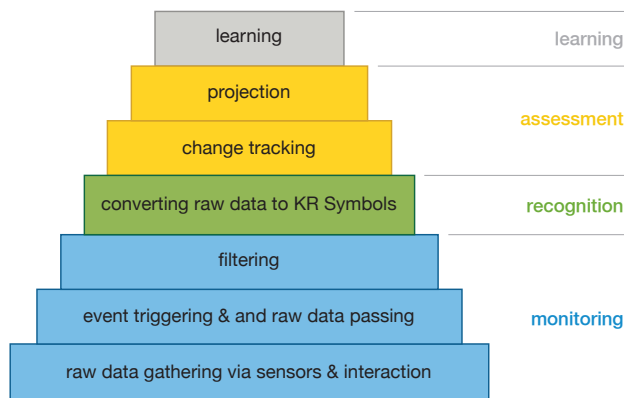 learning
learning
projection
assessment
change tracking
converting raw data to KR Symbols
recognition
filtering
event triggering & and raw data passing
monitoring
raw data gathering via sensors & interaction